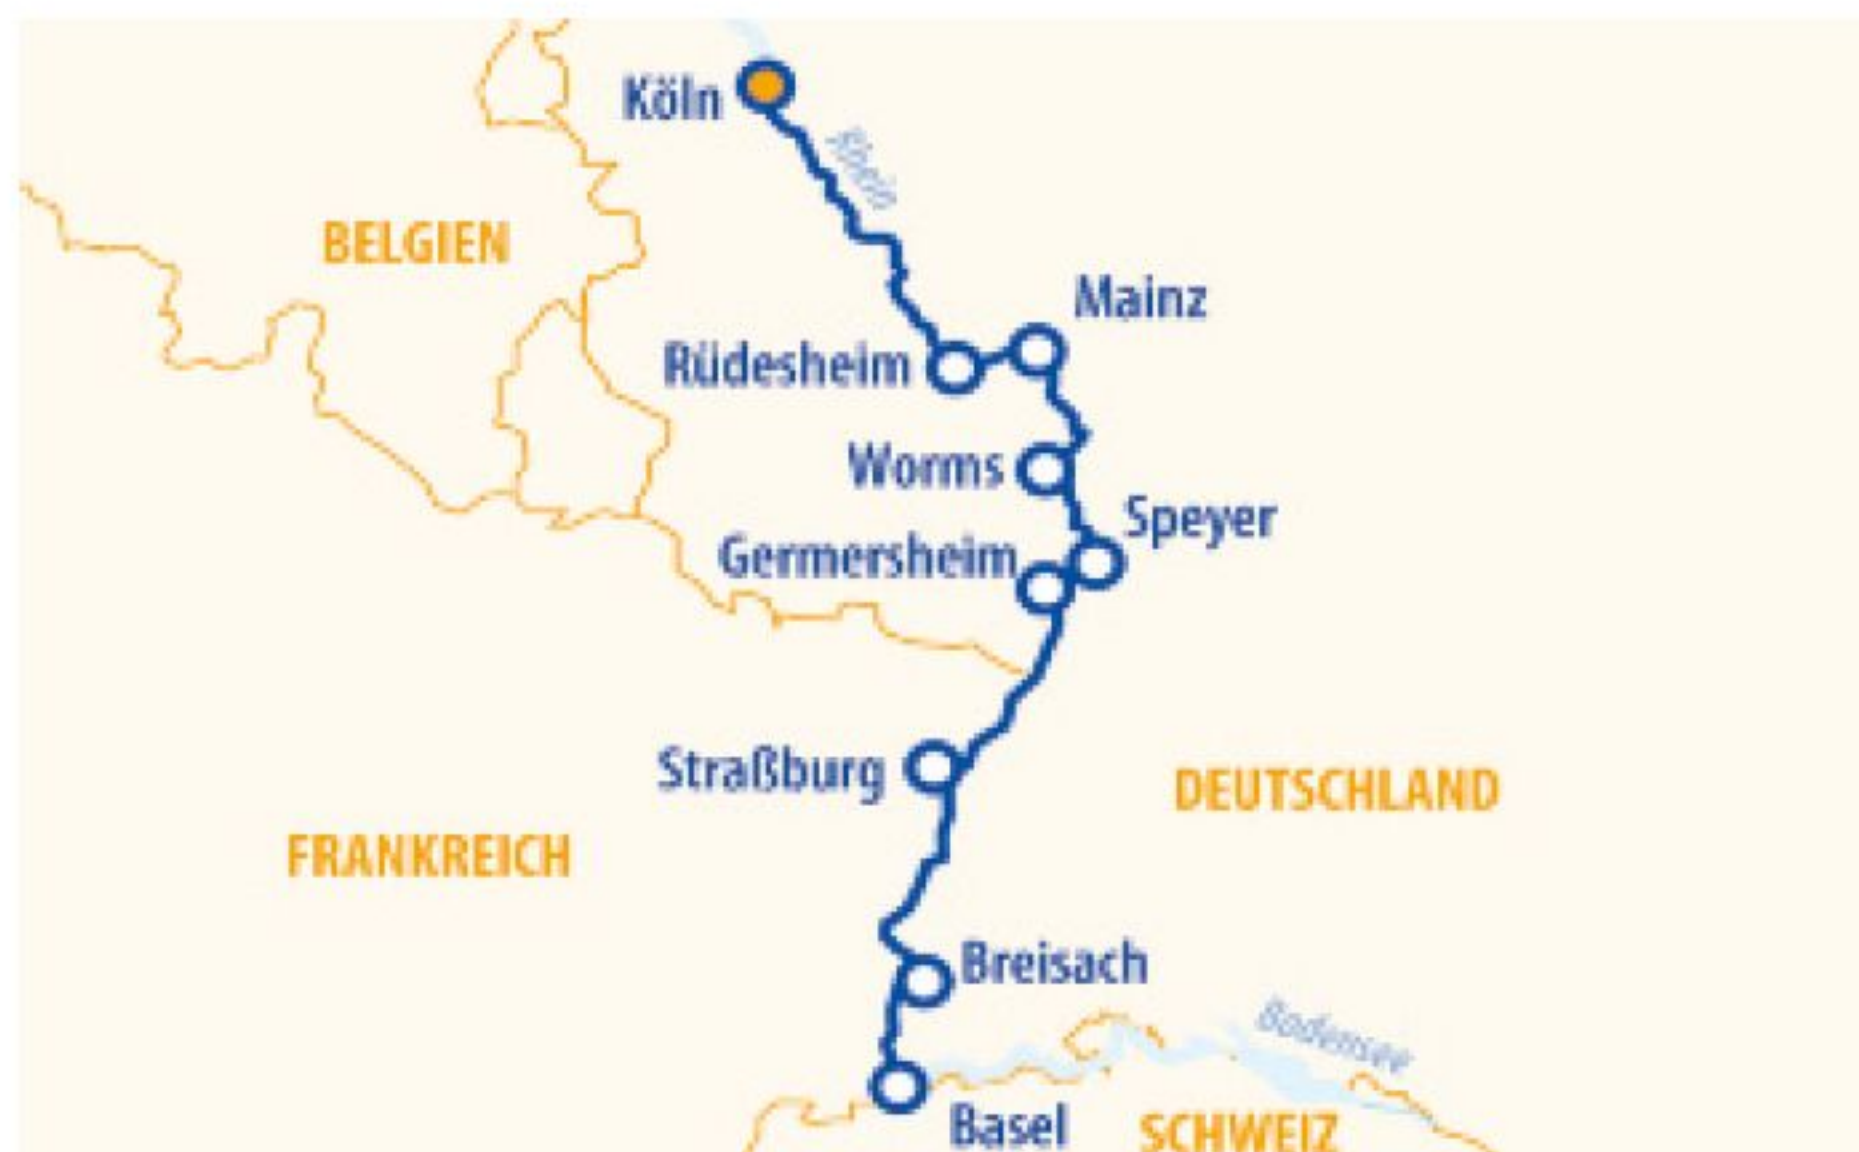 Köln
Rhein
BELGIEN
Mainz
Rüdesheim
Worms
Speyer
Germersheim
Straßburg
DEUTSCHLAND
FRANKREICH
Breisach
Bodensee
Basel
SCHWEIZ